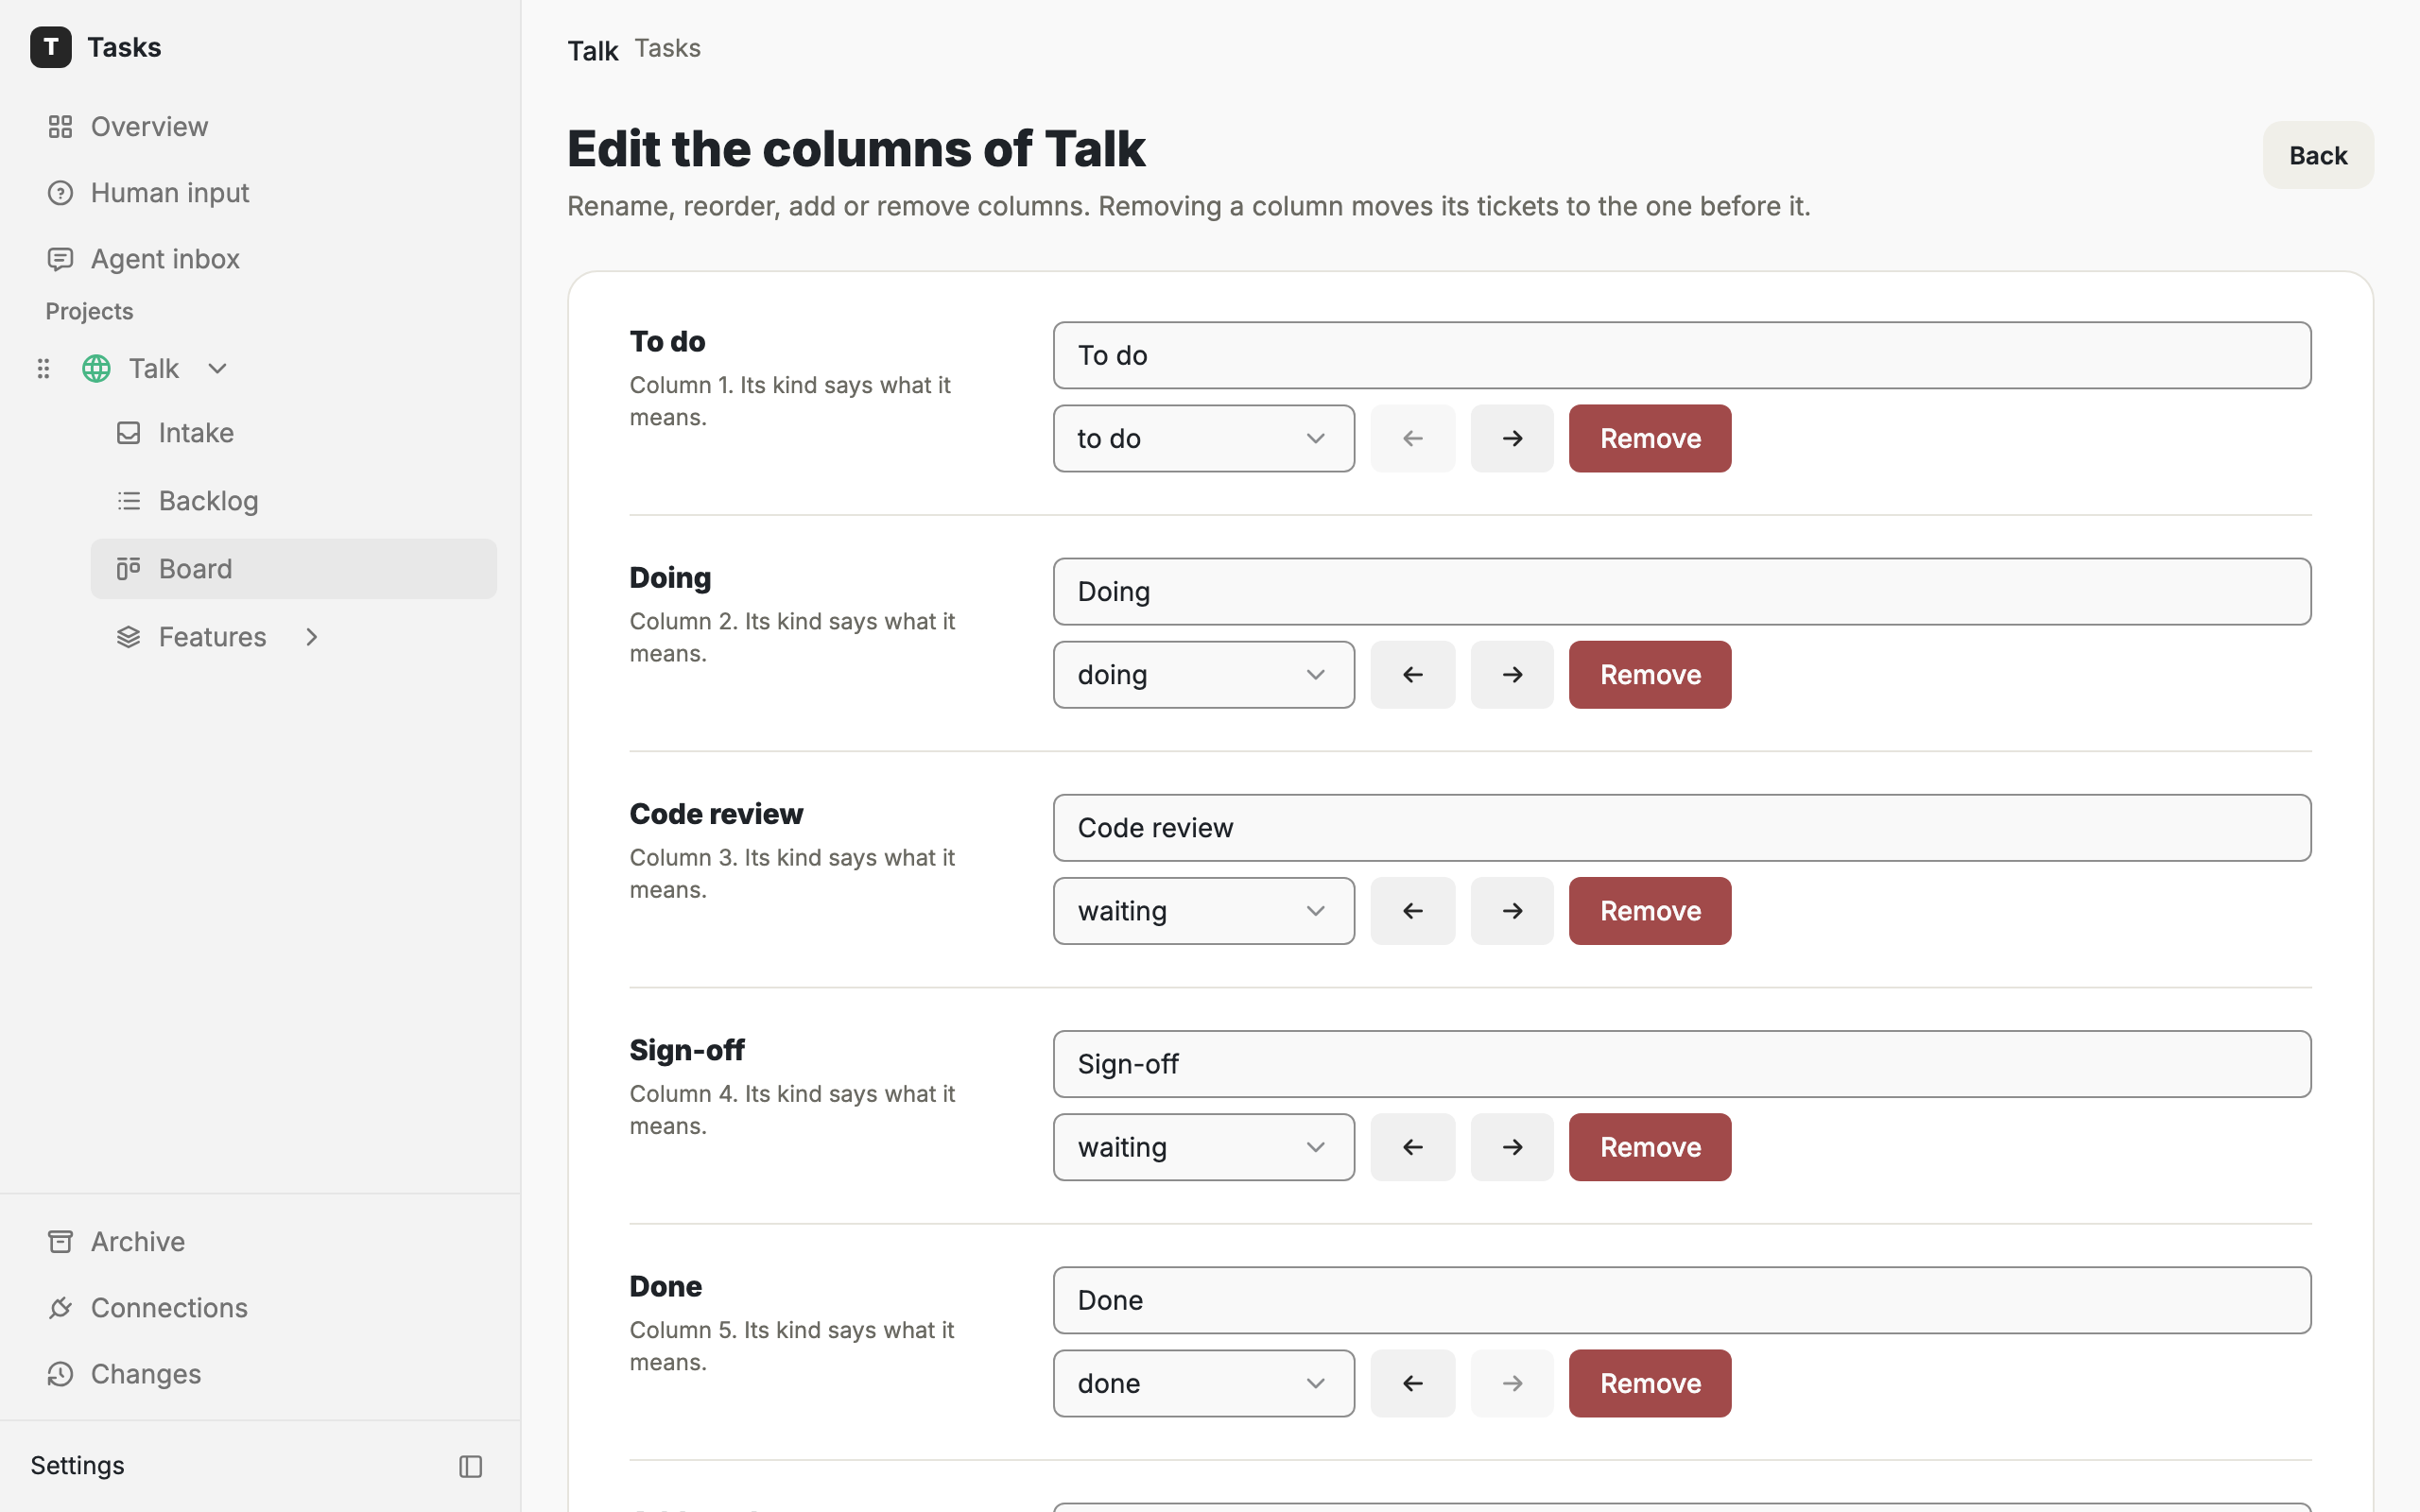 T Tasks
Overview
Human input
Agent inbox
Projects
Talk
Intake
Backlog
Board
Features
Archive
Connections
Changes
Settings
Talk Tasks
Edit the columns of Talk
Back
Rename, reorder, add or remove columns. Removing a column moves its tickets to the one before it.
To do
Column 1. Its kind says what it
means.
To do
to do ← → Remove
Doing
Column 2. Its kind says what it
means.
Doing
doing ← → Remove
Code review
Column 3. Its kind says what it
means.
Code review
waiting ← → Remove
Sign-off
Column 4. Its kind says what it
means.
Sign-off
waiting ← → Remove
Done
Column 5. Its kind says what it
means.
Done
done ← → Remove